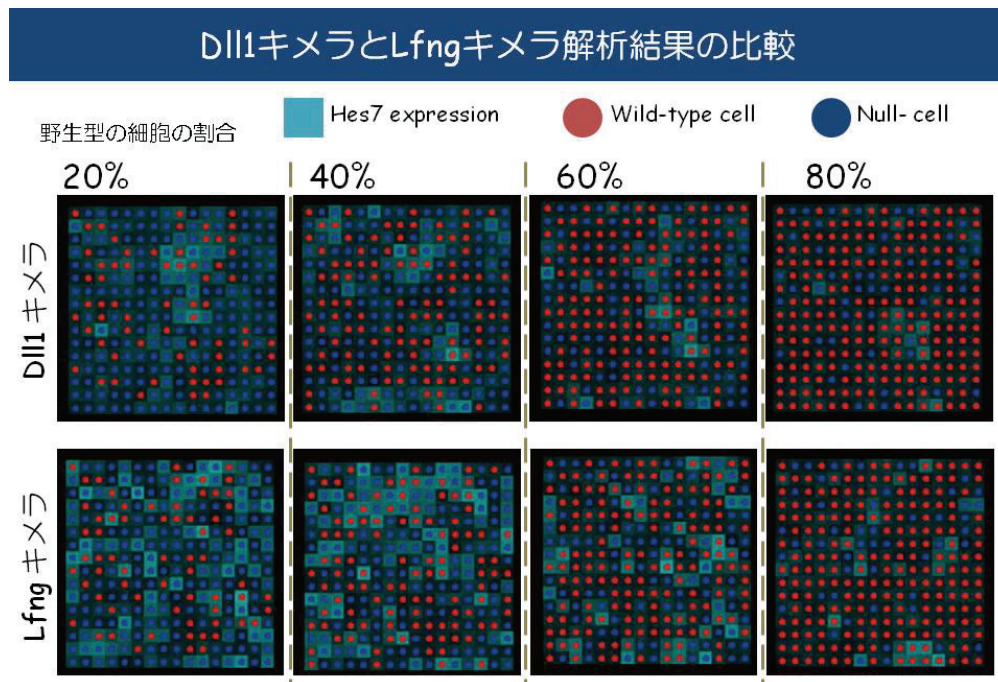 Dll1キメラとLfngキメラ解析結果の比較
Hes7 expression
Wild-type cell
Null- cell
野生型の細胞の割合
20%
40%
60%
80%
Dll1 キメラ
Lfng キメラ